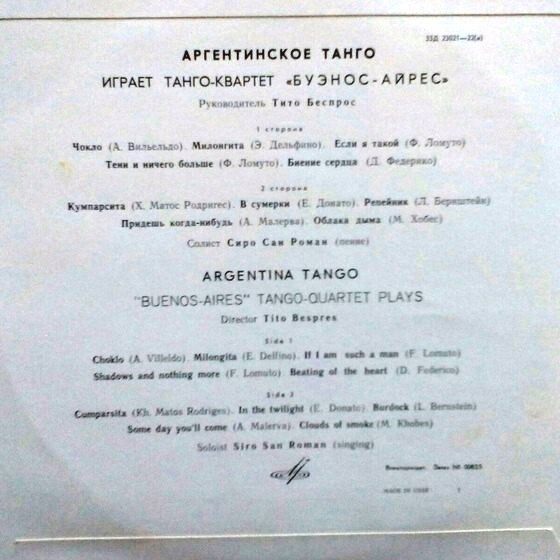 33Д 23021—22(а)
АРГЕНТИНСКОЕ ТАНГО
ИГРАЕТ ТАНГО-КВАРТЕТ «БУЭНОС-АЙРЕС»
Руководитель Тито Беспрос
1 сторона
Чокло (А. Вильельдо). Милонгита (Э. Дельфино). Если я такой (Ф. Ломуто)
Тени и ничего больше (Ф. Ломуто). Биение сердца (Д. Федерико)
2 сторона
Кумпарсита (Х. Матос Родригес). В сумерки (Е. Донато). Репейник (Л. Бернштейн)
Придешь когда-нибудь (А. Малерва). Облака дыма (М. Хобес)
Солист Сиро Сан Роман (пение)
ARGENTINA TANGO
"BUENOS-AIRES" TANGO-QUARTET PLAYS
Director Tito Bespres
Side 1
Choklo (A. Villeldo). Milongita (E. Delfino). If I am such a man (F. Lomuto)
Shadows and nothing more (F. Lomuto). Beating of the heart (D. Federico)
Side 2
Cumparsita (Kh. Matos Rodriges). In the twilight (E. Donato). Burdock (L. Bernstein)
Some day you'll come (A. Malerva). Clouds of smoke (M. Khobes)
Soloist Siro San Roman (singing)
Заказ №
MADE IN USSR